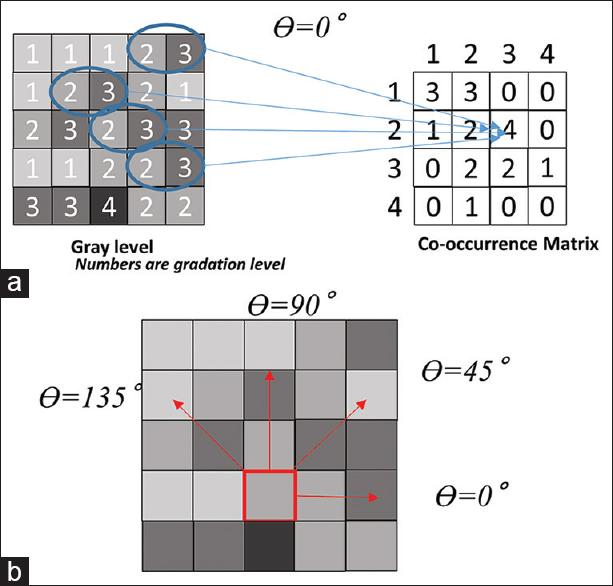 Θ=0°
1 1 1 2 3
1 2 3 2 1
2 3 2 3 3
1 1 2 2 3
3 3 4 2 2
1 2 3 4
1 3 3 0 0
2 1 2 4 0
3 0 2 2 1
4 0 1 0 0
Gray level
Numbers are gradation level
Co-occurrence Matrix
a
Θ=90°
Θ=45°
Θ=135°
Θ=0°
b